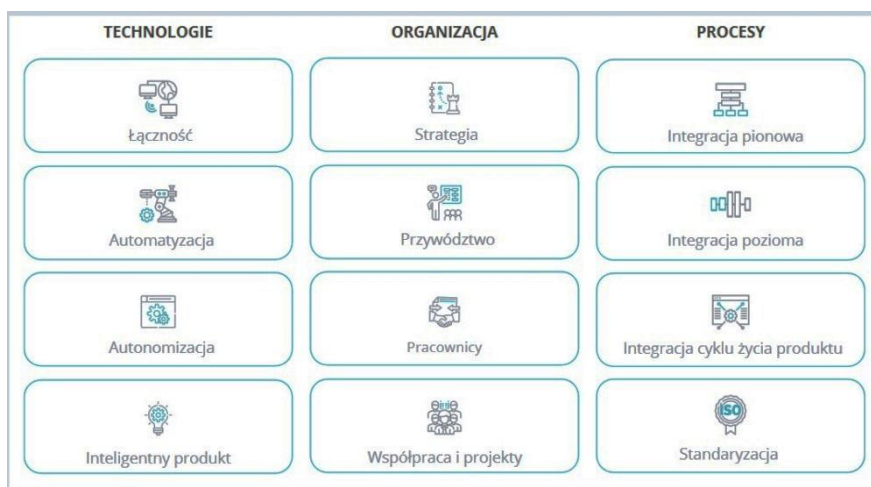 TECHNOLOGIE
ORGANIZACJA
PROCESY
Łączność
Strategia
Integracja pionowa
Automatyzacja
Przywództwo
Integracja pozioma
Autonomizacja
Pracownicy
Integracja cyklu życia produktu
Inteligentny produkt
Współpraca i projekty
ISO
Standaryzacja